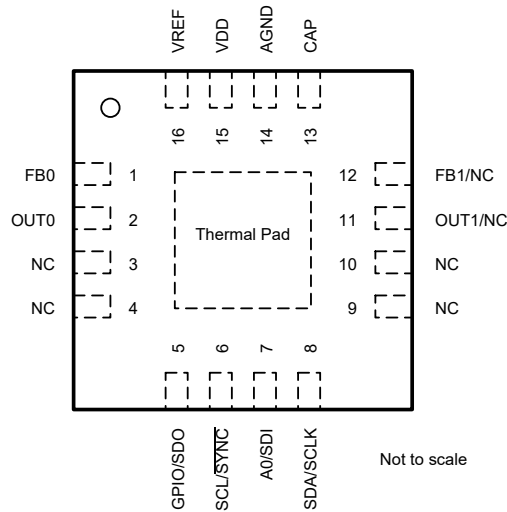 VREF
VDD
AGND
CAP
16
15
14
13
FB0 1 12 FB1/NC
OUT0 2 11 OUT1/NC
Thermal Pad
NC 3 10 NC
NC 4 9 NC
5
6
7
8
GPIO/SDO
SCL/SYNC
A0/SDI
SDA/SCLK
Not to scale